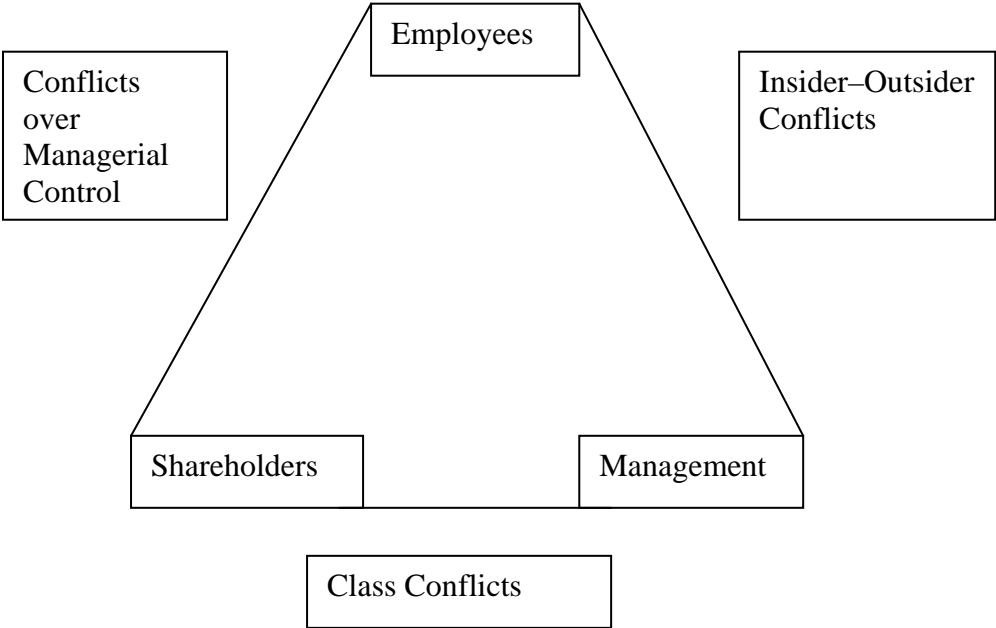 Employees
Conflicts
over
Managerial
Control
Insider–Outsider
Conflicts
Shareholders
Management
Class Conflicts